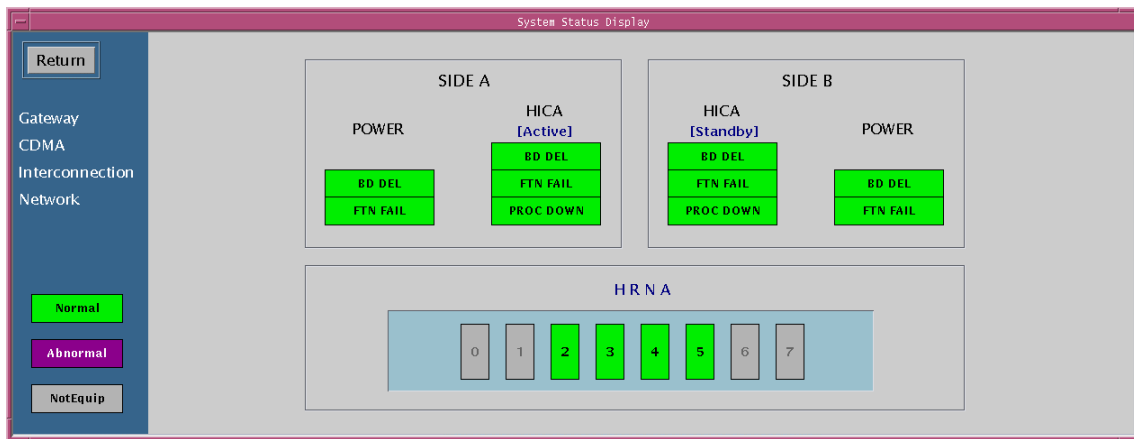 System Status Display
Return
Gateway
CDMA
Interconnection
Network
Normal
Abnormal
NotEquip
SIDE A
POWER
BD DEL
FTN FAIL
HICA
[Active]
BD DEL
FTN FAIL
PROC DOWN
SIDE B
HICA
[Standby]
BD DEL
FTN FAIL
PROC DOWN
POWER
BD DEL
FTN FAIL
H R N A
0 1 2 3 4 5 6 7